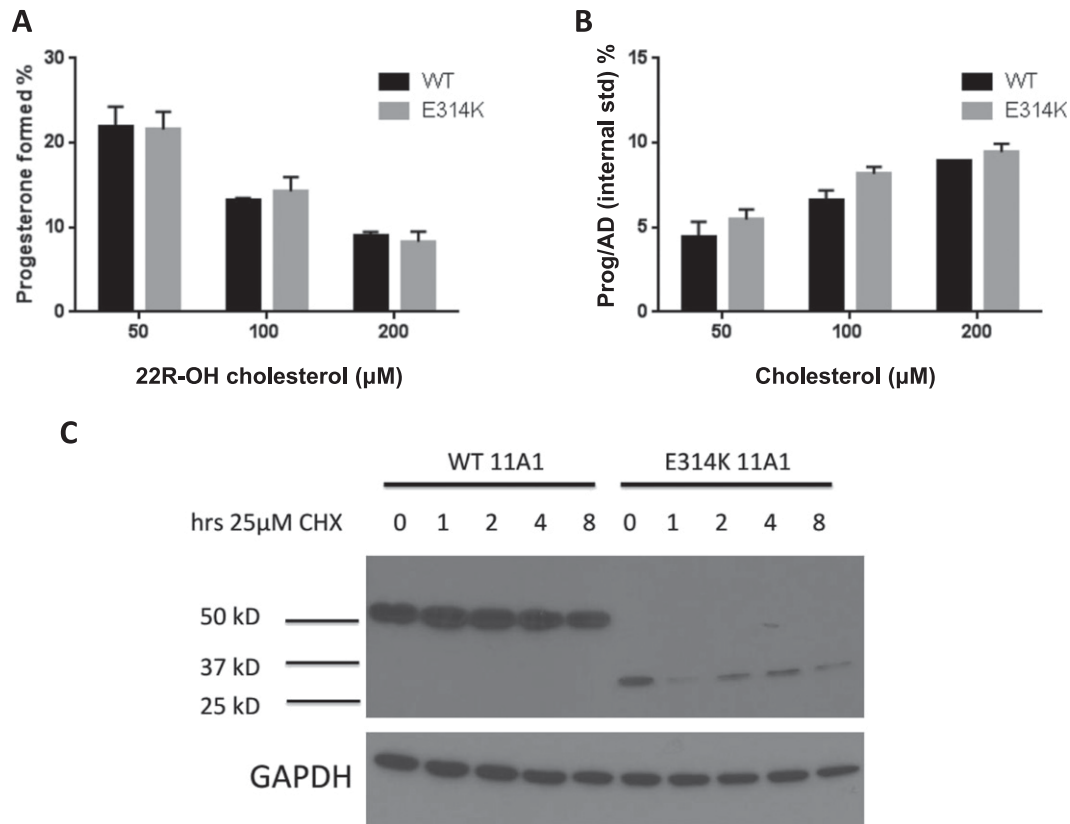 A
30
20
10
0
Progesterone formed %
WT
E314K
50 100 200
22R-OH cholesterol (µM)
B
15
10
5
0
Prog/AD (internal std) %
WT
E314K
50 100 200
Cholesterol (µM)
C
WT 11A1 E314K 11A1
hrs 25µM CHX 0 1 2 4 8 0 1 2 4 8
50 kD
37 kD
25 kD
GAPDH